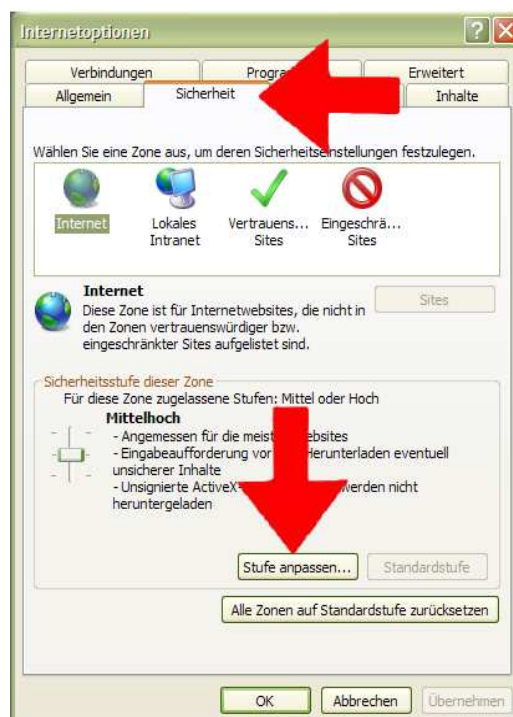 Internetoptionen
Verbindungen
Erweitert
Allgemein
Sicherheit
Inhalte
Wählen Sie eine Zone aus, um deren Sicherheitseinstellungen festzulegen.
Internet
Lokales Intranet
Vertrauens... Sites
Eingeschrä... Sites
Internet
Diese Zone ist für Internetwebsites, die nicht in
den Zonen vertrauenswürdiger bzw.
eingeschränkter Sites aufgelistet sind.
Sites
Sicherheitsstufe dieser Zone
Für diese Zone zugelassene Stufen: Mittel oder Hoch
Mittelhoch
- Angemessen für die meist
- Eingabeaufforderung vor Herunterladen eventuell
unsicherer Inhalte
- Unsignierte ActiveX- werden nicht
heruntergeladen
Stufe anpassen...
Standardstufe
Alle Zonen auf Standardstufe zurücksetzen
OK
Abbrechen
Übernehmen